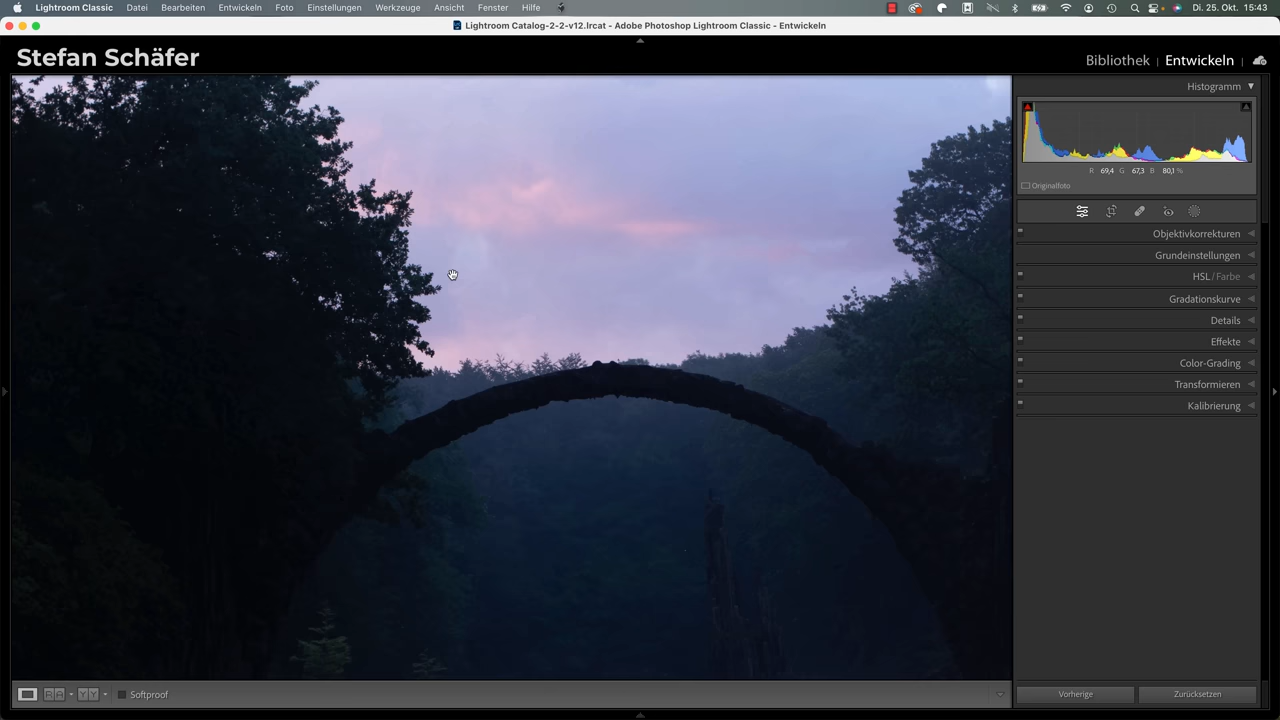 Lightroom Classic Datei Bearbeiten Entwickeln Foto Einstellungen Werkzeuge Ansicht Fenster Hilfe Di. 25. Okt. 15:43
Lightroom Catalog-2-2-v12.lrcat - Adobe Photoshop Lightroom Classic - Entwickeln
Stefan Schäfer
Bibliothek | Entwickeln |
Histogramm
R 69,4 G 67,3 B 80,1 %
Originalfoto
Objektivkorrekturen
Grundeinstellungen
HSL / Farbe
Gradationskurve
Details
Effekte
Color-Grading
Transformieren
Kalibrierung
R A Y Y Softproof
Vorherige Zurücksetzen